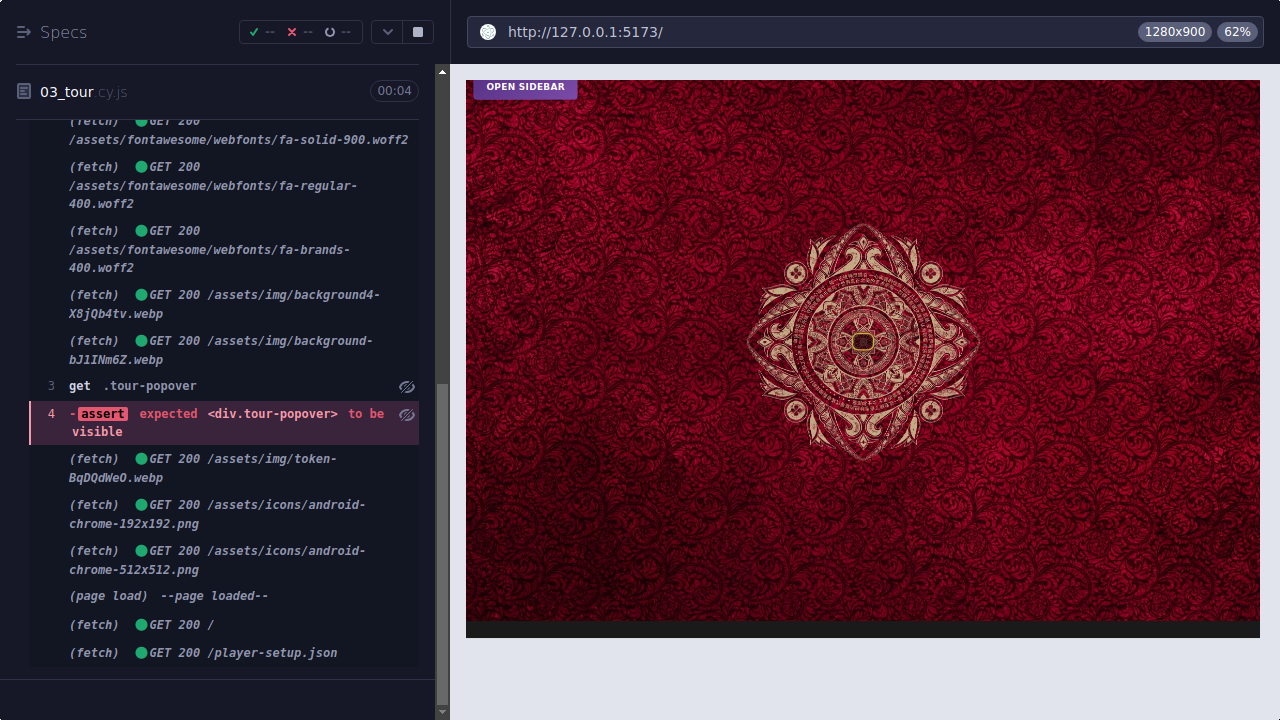 Specs
--
--
--
http://127.0.0.1:5173/
1280x900
62%
03_tour.cy.js
00:04
(fetch) GET 200
/assets/fontawesome/webfonts/fa-solid-900.woff2
(fetch) GET 200
/assets/fontawesome/webfonts/fa-regular-
400.woff2
(fetch) GET 200
/assets/fontawesome/webfonts/fa-brands-
400.woff2
(fetch) GET 200 /assets/img/background4-
X8jQb4tv.webp
(fetch) GET 200 /assets/img/background-
bJ1INm6Z.webp
3 get .tour-popover
4 -assert expected <div.tour-popover> to be
visible
(fetch) GET 200 /assets/img/token-
BqDQdWeO.webp
(fetch) GET 200 /assets/icons/android-
chrome-192x192.png
(fetch) GET 200 /assets/icons/android-
chrome-512x512.png
(page load) --page loaded--
(fetch) GET 200 /
(fetch) GET 200 /player-setup.json
OPEN SIDEBAR